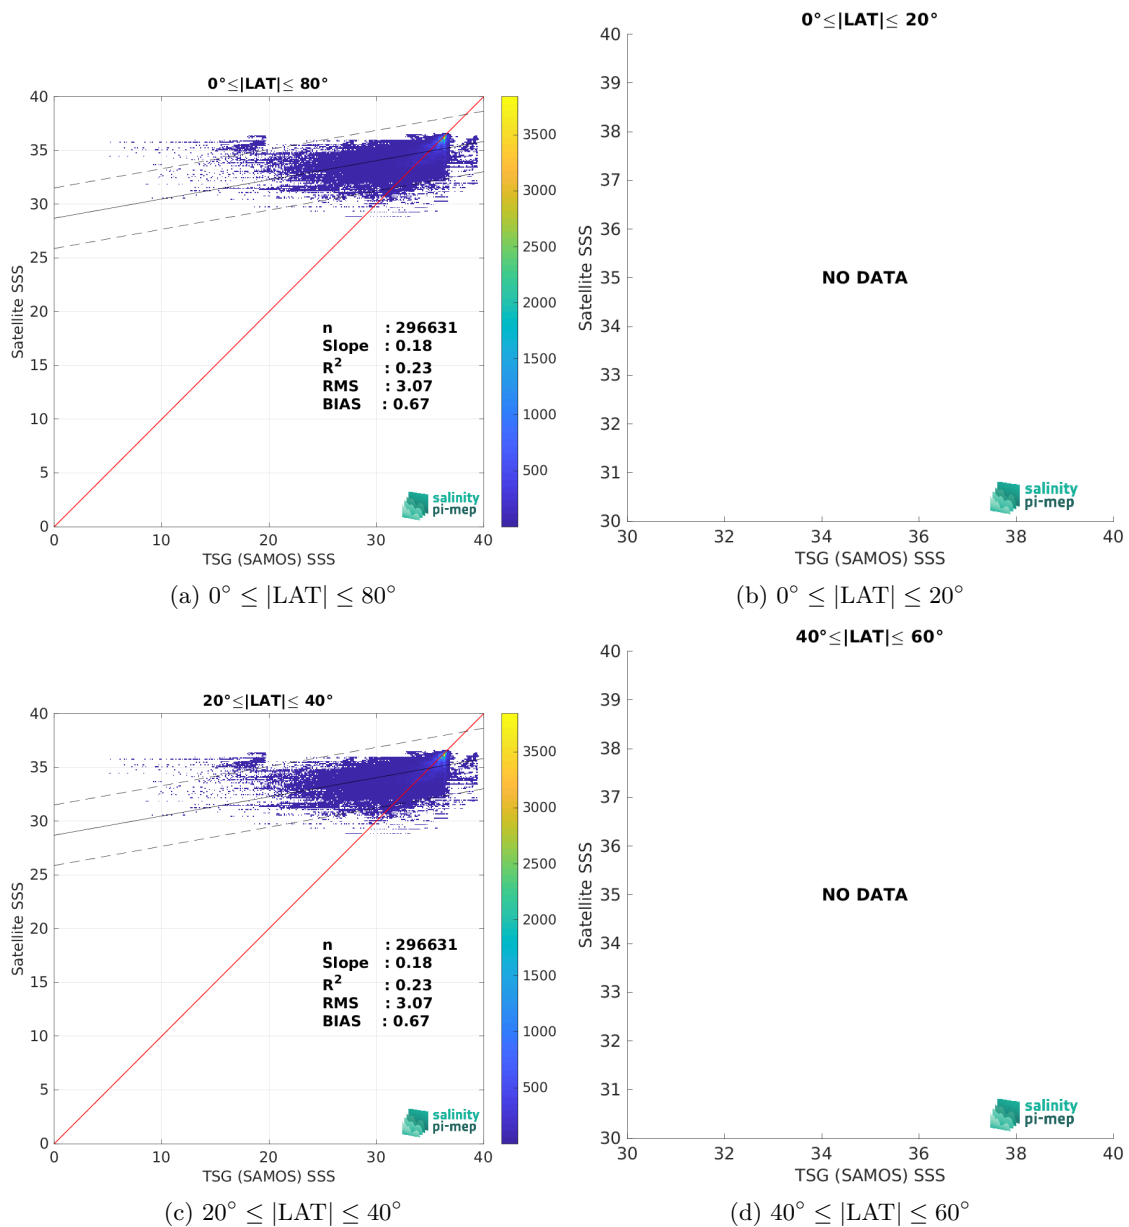 0°≤|LAT|≤ 80°
40
35
30
25
20
15
10
5
0
Satellite SSS
n : 296631
Slope : 0.18
R² : 0.23
RMS : 3.07
BIAS : 0.67
salinity
pi-mep
0 10 20 30 40
TSG (SAMOS) SSS
3500
3000
2500
2000
1500
1000
500
(a) 0° ≤ |LAT| ≤ 80°
0°≤|LAT|≤ 20°
40
39
38
37
36
35
34
33
32
31
30
Satellite SSS
NO DATA
salinity
pi-mep
30 32 34 36 38 40
TSG (SAMOS) SSS
(b) 0° ≤ |LAT| ≤ 20°
20°≤|LAT|≤ 40°
40
35
30
25
20
15
10
5
0
Satellite SSS
n : 296631
Slope : 0.18
R² : 0.23
RMS : 3.07
BIAS : 0.67
salinity
pi-mep
0 10 20 30 40
TSG (SAMOS) SSS
3500
3000
2500
2000
1500
1000
500
(c) 20° ≤ |LAT| ≤ 40°
40°≤|LAT|≤ 60°
40
39
38
37
36
35
34
33
32
31
30
Satellite SSS
NO DATA
salinity
pi-mep
30 32 34 36 38 40
TSG (SAMOS) SSS
(d) 40° ≤ |LAT| ≤ 60°